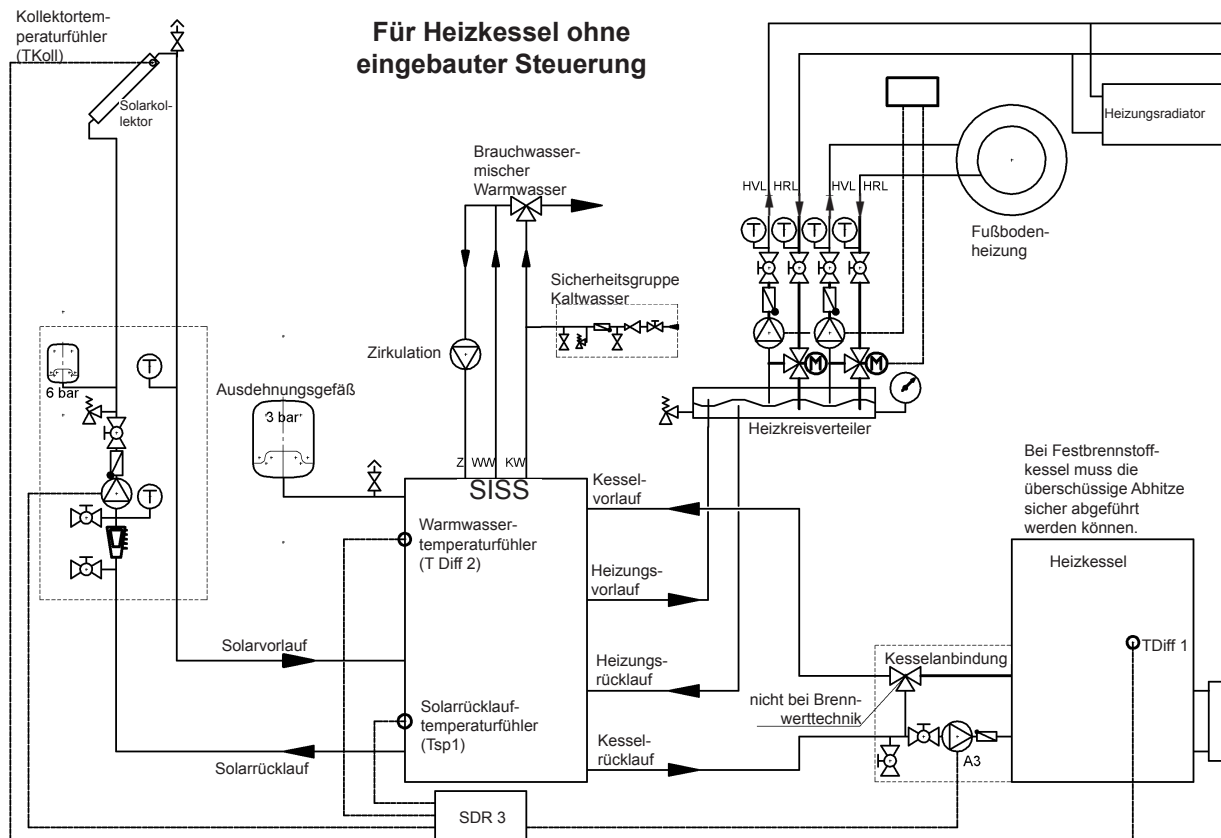 Kollektortem-
peraturfühler
(TKoll)
Für Heizkessel ohne
eingebauter Steuerung
Solarkol-
lektor
Heizungsradiator
Brauchwasser-
mischer
Warmwasser
HVL HRL HVL HRL
T T T T
Fußboden-
heizung
Sicherheitsgruppe
Kaltwasser
Zirkulation
T
6 bar
M M
Ausdehnungsgefäß
3 bar
Heizkreisverteiler
Z WW KW
SISS
Kessel-
vorlauf
Bei Festbrennstoff-
kessel muss die
überschüssige Abhitze
sicher abgeführt
werden können.
T
Warmwasser-
temperaturfühler
(T Diff 2)
Heizkessel
Heizungs-
vorlauf
Solarvorlauf
Heizungs-
rücklauf
Kesselanbindung
TDiff 1
nicht bei Brenn-
werttechnik
Solarrücklauf-
temperaturfühler
(Tsp1)
Kessel-
rücklauf
Solarrücklauf
A3
SDR 3